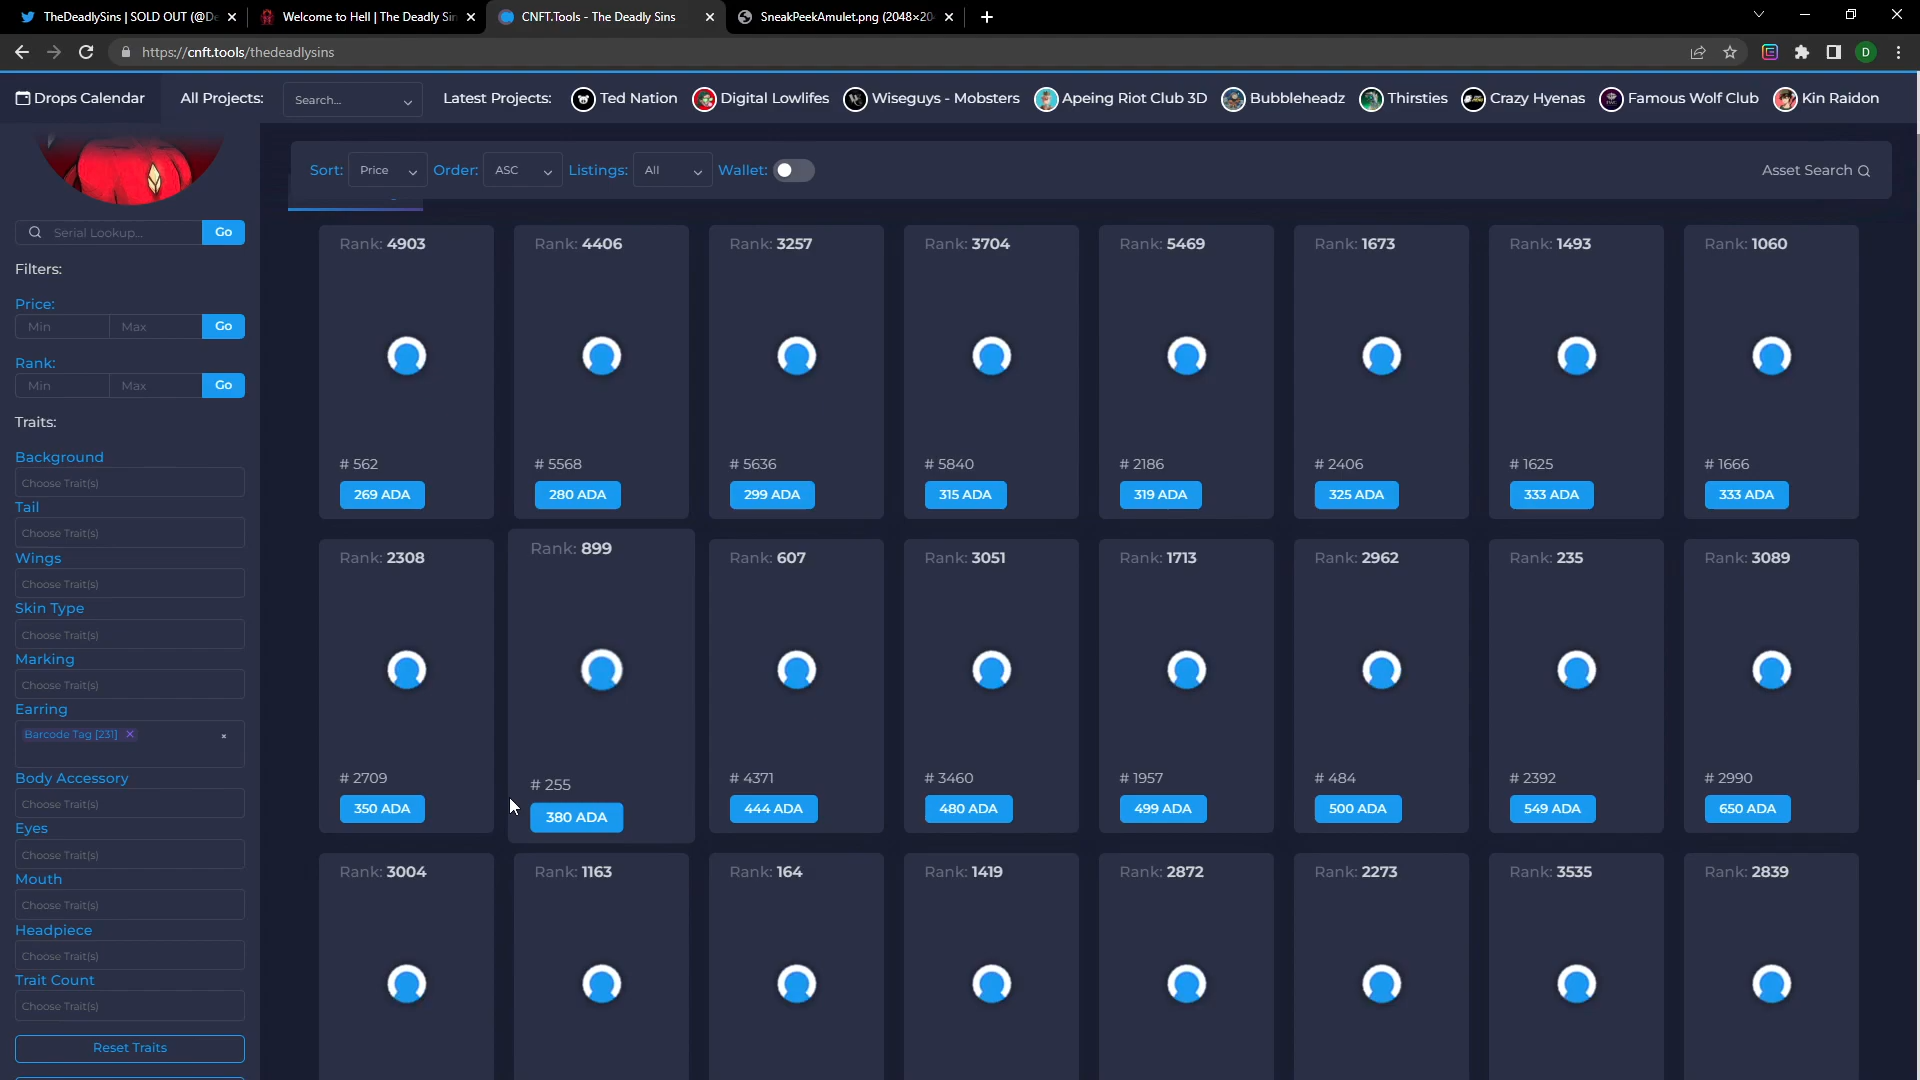 TheDeadlySins | SOLD OUT (@De
Welcome to Hell | The Deadly Sin
CNFT.Tools - The Deadly Sins
SneakPeekAmulet.png (2048×20
https://cnft.tools/thedeadlysins
D
Drops Calendar
All Projects:
Search...
Latest Projects:
Ted Nation
Digital Lowlifes
Wiseguys - Mobsters
Apeing Riot Club 3D
Bubbleheadz
Thirsties
Crazy Hyenas
Famous Wolf Club
Kin Raidon
Sort: Price Order: ASC Listings: All Wallet:
Asset Search
Serial Lookup... Go
Filters:
Price:
Min Max Go
Rank:
Min Max Go
Traits:
Background
Choose Trait(s)
Tail
Choose Trait(s)
Wings
Choose Trait(s)
Skin Type
Choose Trait(s)
Marking
Choose Trait(s)
Earring
Barcode Tag [231] ×
Body Accessory
Choose Trait(s)
Eyes
Choose Trait(s)
Mouth
Choose Trait(s)
Headpiece
Choose Trait(s)
Trait Count
Choose Trait(s)
Reset Traits
Rank: 4903 Rank: 4406 Rank: 3257 Rank: 3704 Rank: 5469 Rank: 1673 Rank: 1493 Rank: 1060
# 562 # 5568 # 5636 # 5840 # 2186 # 2406 # 1625 # 1666
269 ADA 280 ADA 299 ADA 315 ADA 319 ADA 325 ADA 333 ADA 333 ADA
Rank: 2308 Rank: 899 Rank: 607 Rank: 3051 Rank: 1713 Rank: 2962 Rank: 235 Rank: 3089
# 2709 # 255 # 4371 # 3460 # 1957 # 484 # 2392 # 2990
350 ADA 380 ADA 444 ADA 480 ADA 499 ADA 500 ADA 549 ADA 650 ADA
Rank: 3004 Rank: 1163 Rank: 164 Rank: 1419 Rank: 2872 Rank: 2273 Rank: 3535 Rank: 2839